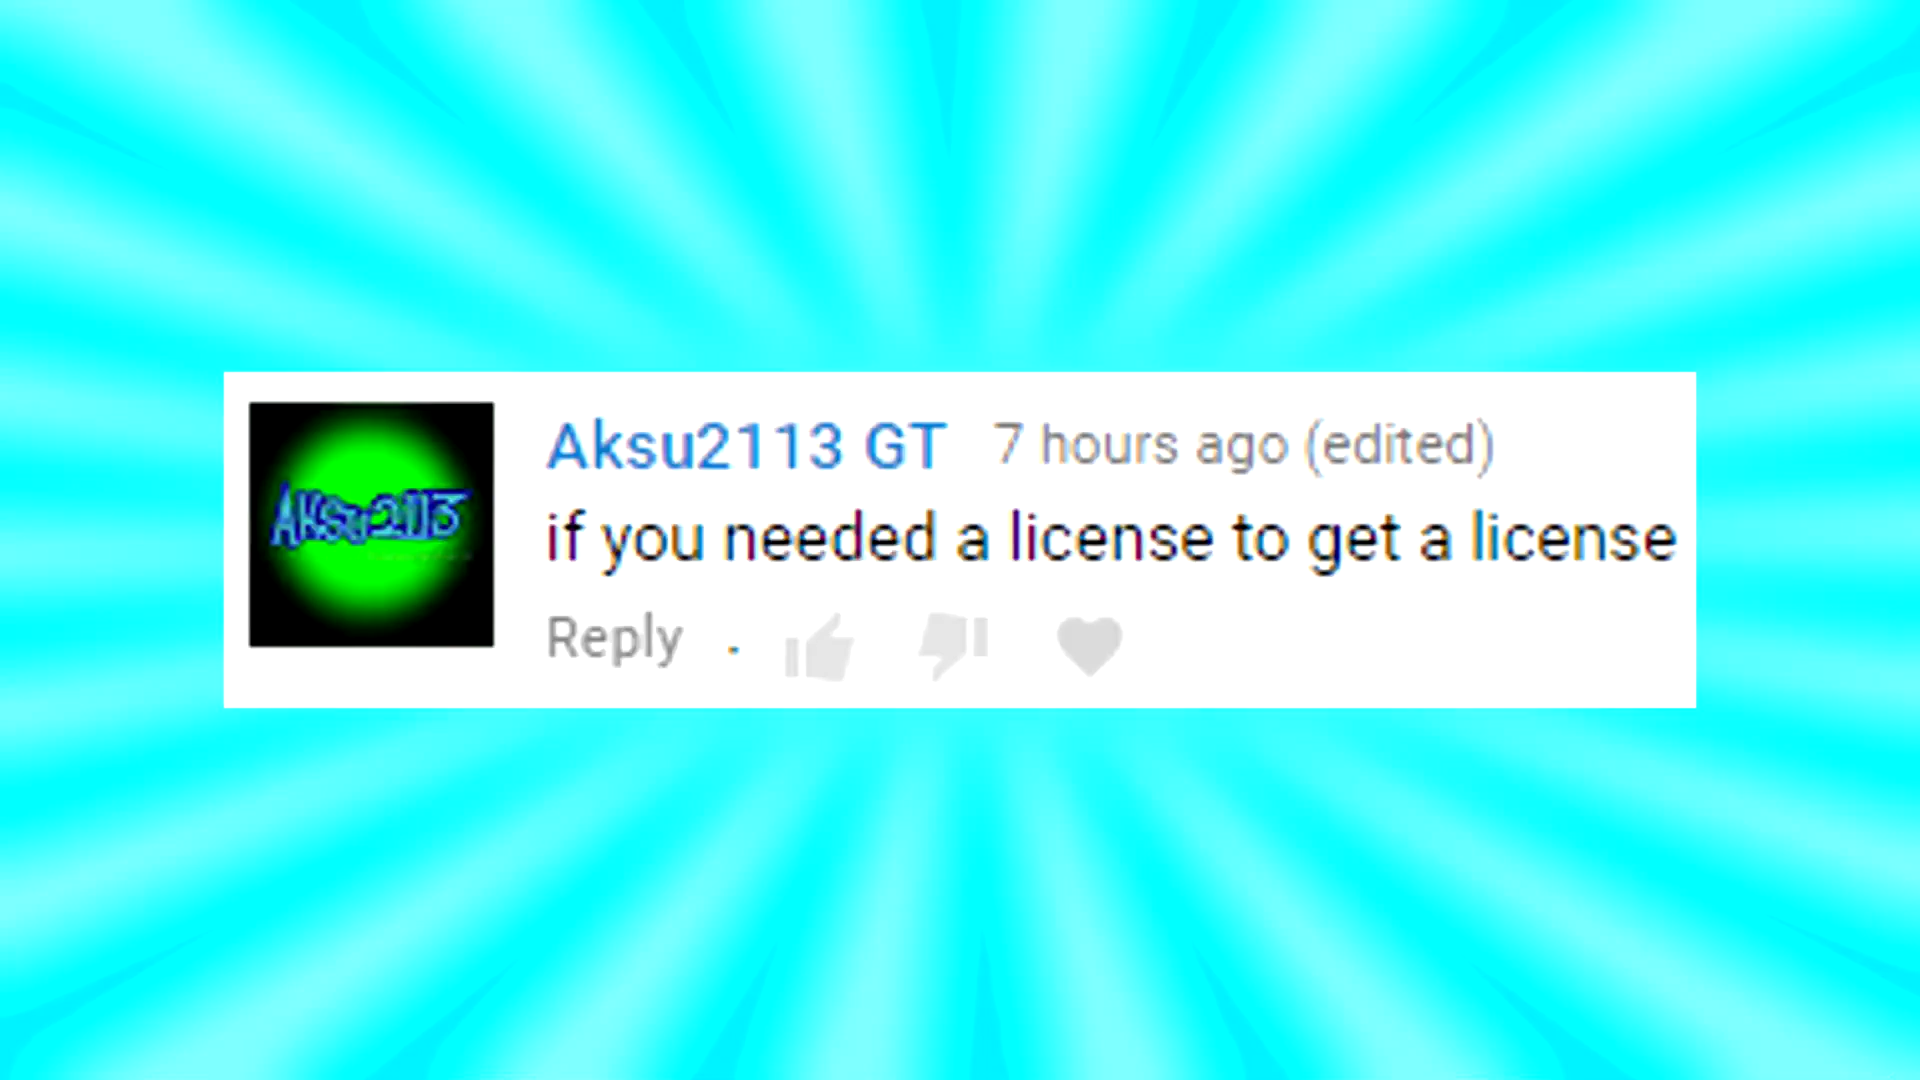 Aksu2113
Aksu2113 GT 7 hours ago (edited)
if you needed a license to get a license
Reply